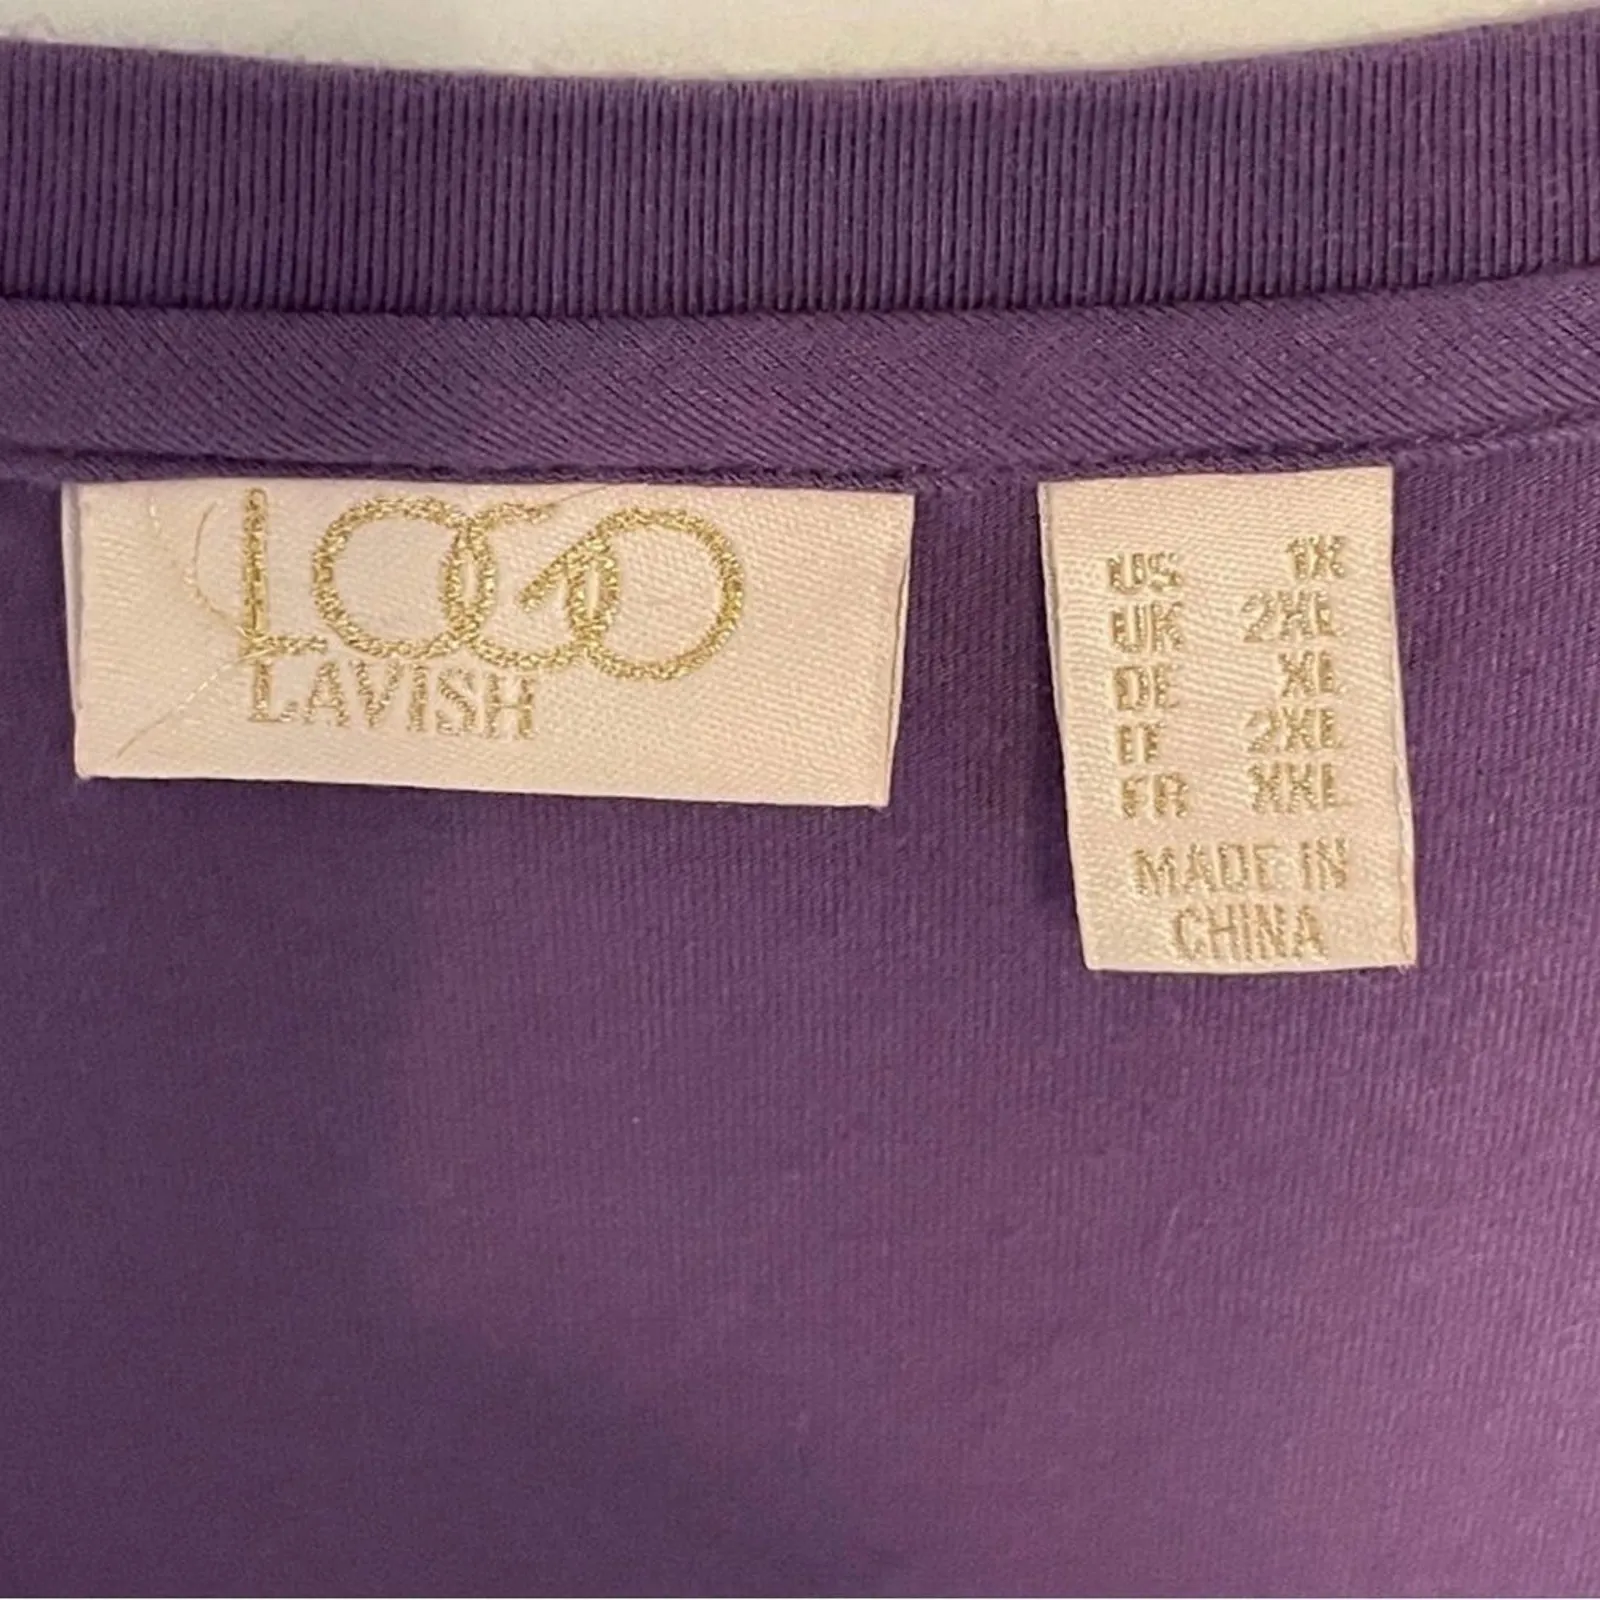 LOGO
LAVISH
US 1X
UK 2XL
DE XL
IT 2XL
FR XXL
MADE IN
CHINA